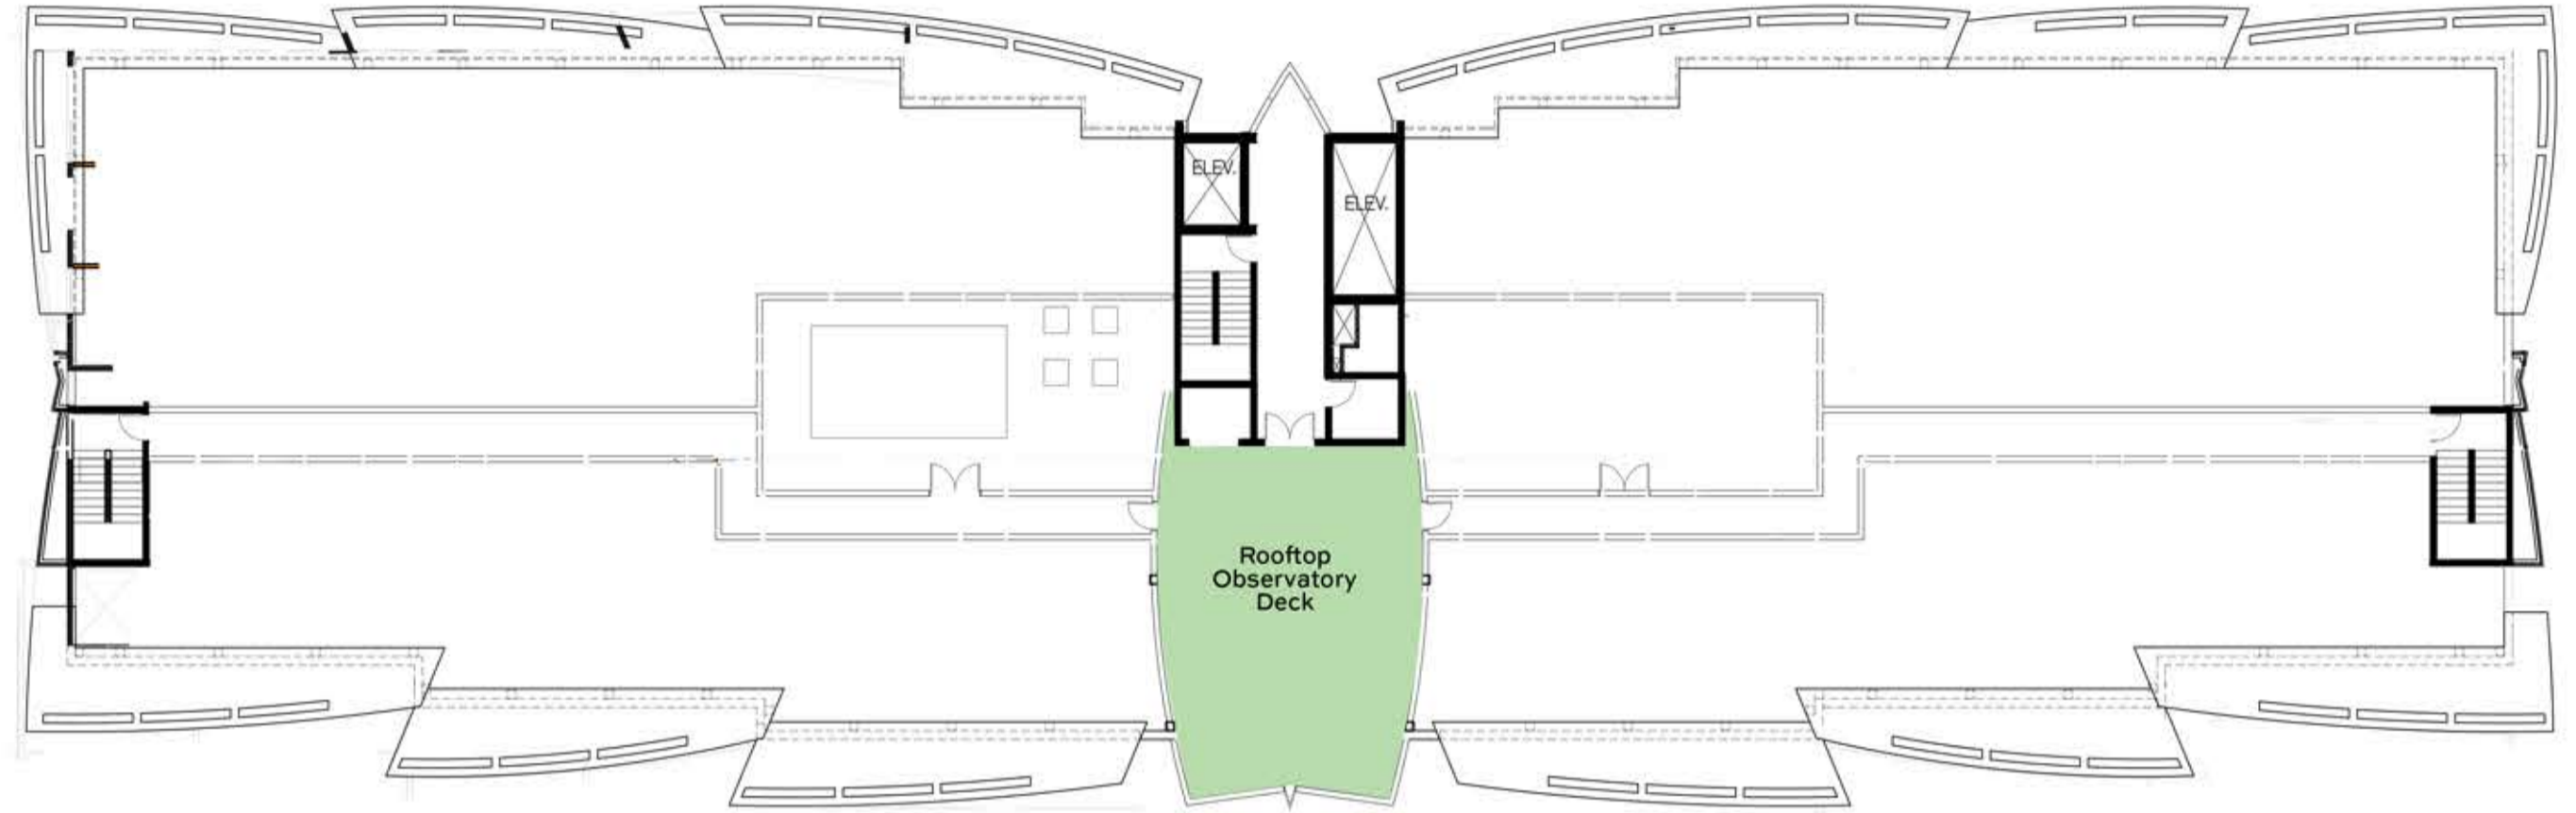 ELEV.
ELEV.
Rooftop
Observatory
Deck